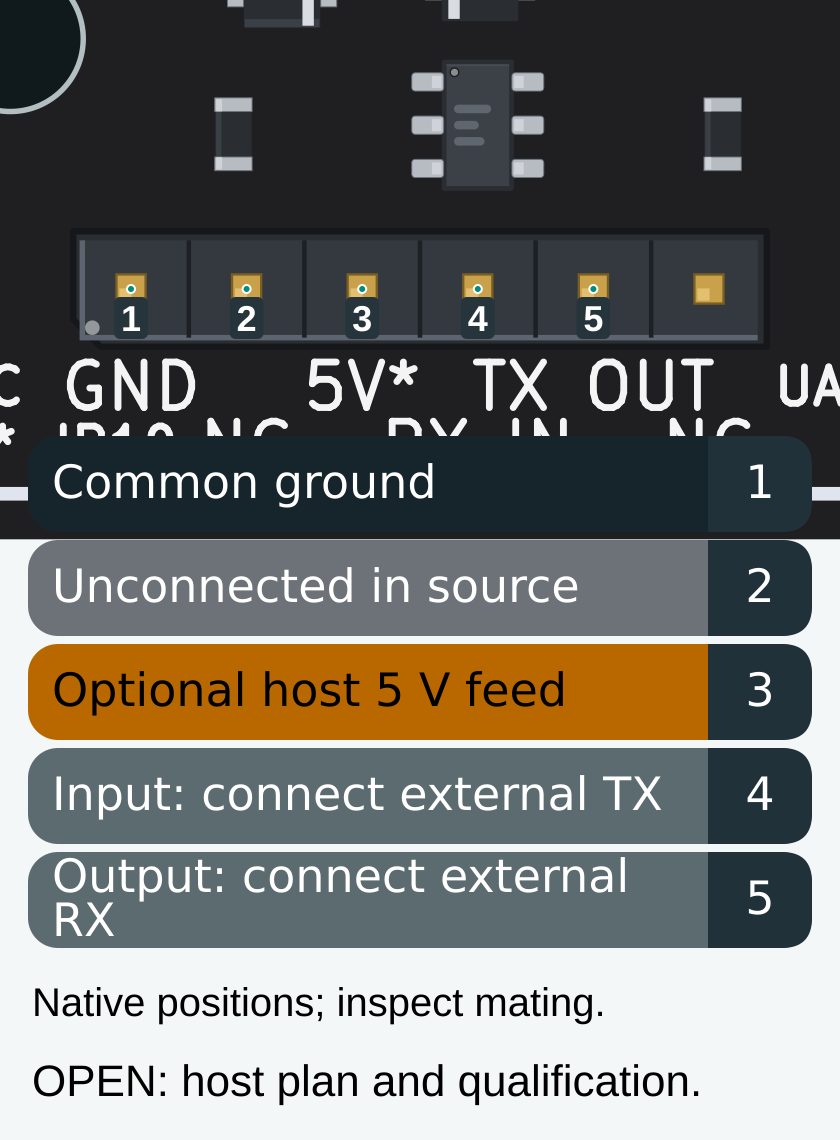 1 2 3 4 5
GND 5V* TX OUT
Common ground 1
Unconnected in source 2
Optional host 5 V feed 3
Input: connect external TX 4
Output: connect external
RX 5
Native positions; inspect mating.
OPEN: host plan and qualification.